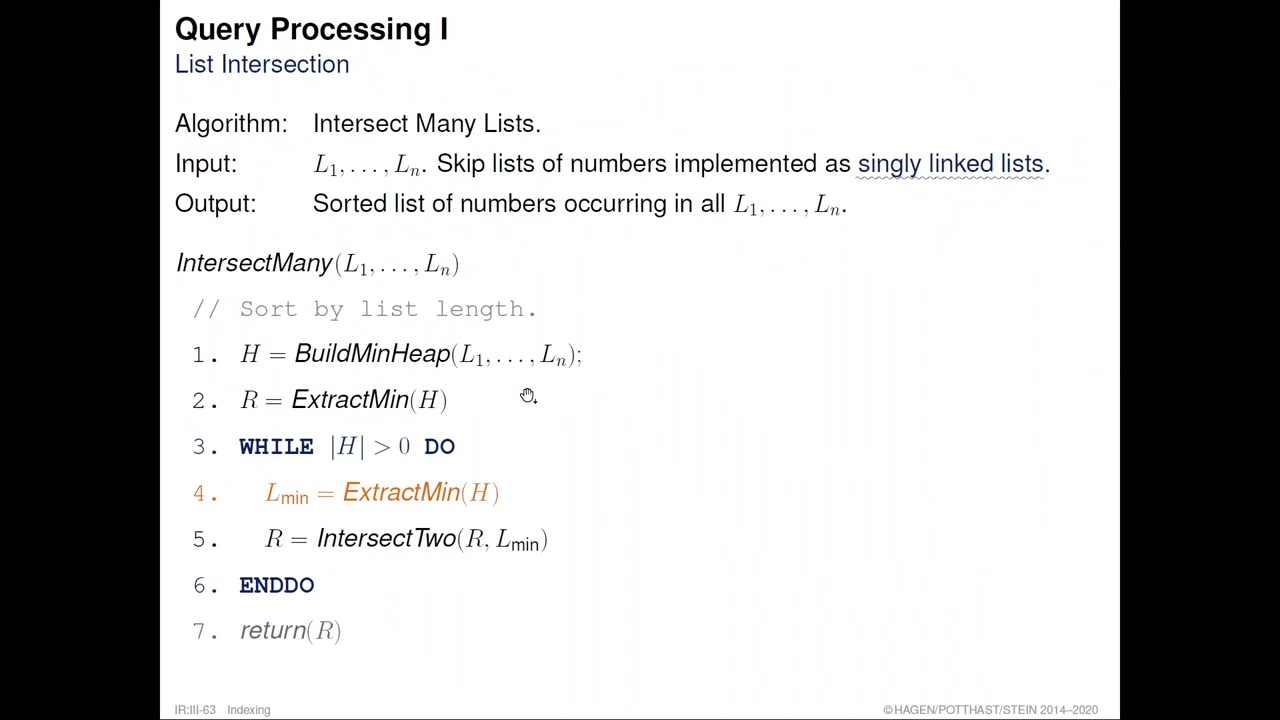 Query Processing I
List Intersection
Algorithm: Intersect Many Lists.
Input: L₁, . . . , Lₙ. Skip lists of numbers implemented as singly linked lists.
Output: Sorted list of numbers occurring in all L₁, . . . , Lₙ.
IntersectMany(L₁, . . . , Lₙ)
// Sort by list length.
1. H = BuildMinHeap(L₁, . . . , Lₙ);
2. R = ExtractMin(H)
3. WHILE |H| > 0 DO
4. L_min = ExtractMin(H)
5. R = IntersectTwo(R, L_min)
6. ENDDO
7. return(R)
IR:III-63 Indexing ©HAGEN/POTTHAST/STEIN 2014–2020